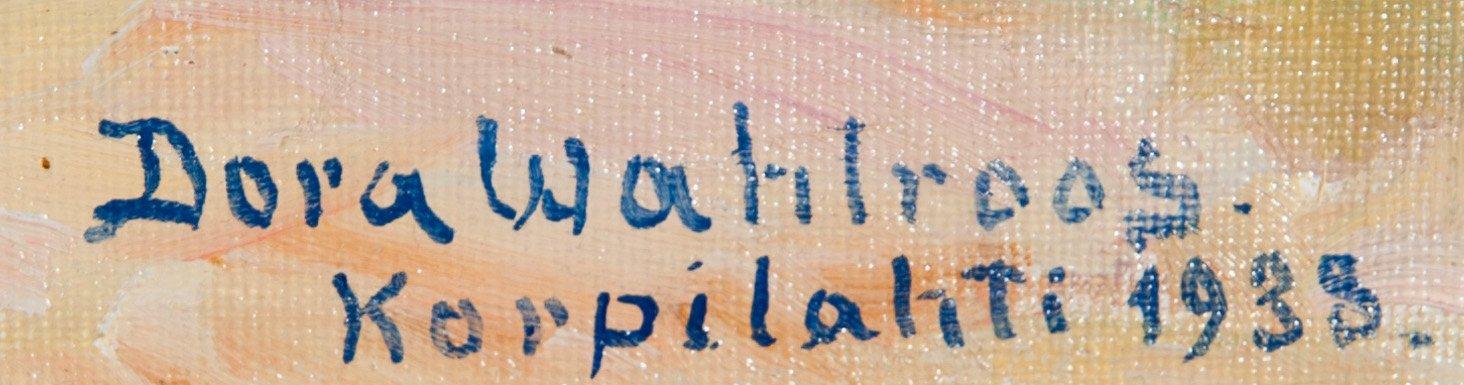 Dora Wahlroos.
Korpilahti 1938.